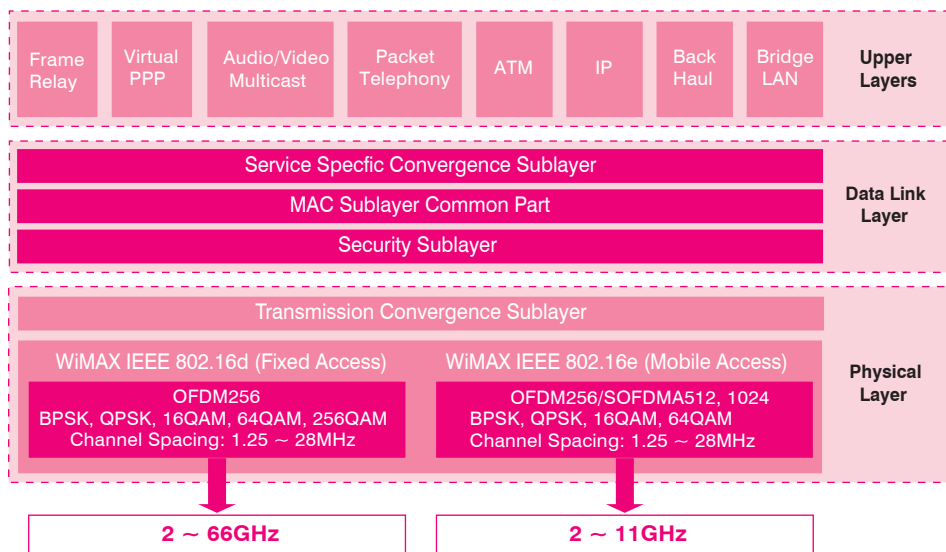 Frame
Relay
Virtual
PPP
Audio/Video
Multicast
Packet
Telephony
ATM
IP
Back
Haul
Bridge
LAN
Upper
Layers
Service Specfic Convergence Sublayer
MAC Sublayer Common Part
Security Sublayer
Data Link
Layer
Transmission Convergence Sublayer
WiMAX IEEE 802.16d (Fixed Access)
OFDM256
BPSK, QPSK, 16QAM, 64QAM, 256QAM
Channel Spacing: 1.25 ~ 28MHz
WiMAX IEEE 802.16e (Mobile Access)
OFDM256/SOFDMA512, 1024
BPSK, QPSK, 16QAM, 64QAM
Channel Spacing: 1.25 ~ 28MHz
Physical
Layer
2 ~ 66GHz
2 ~ 11GHz